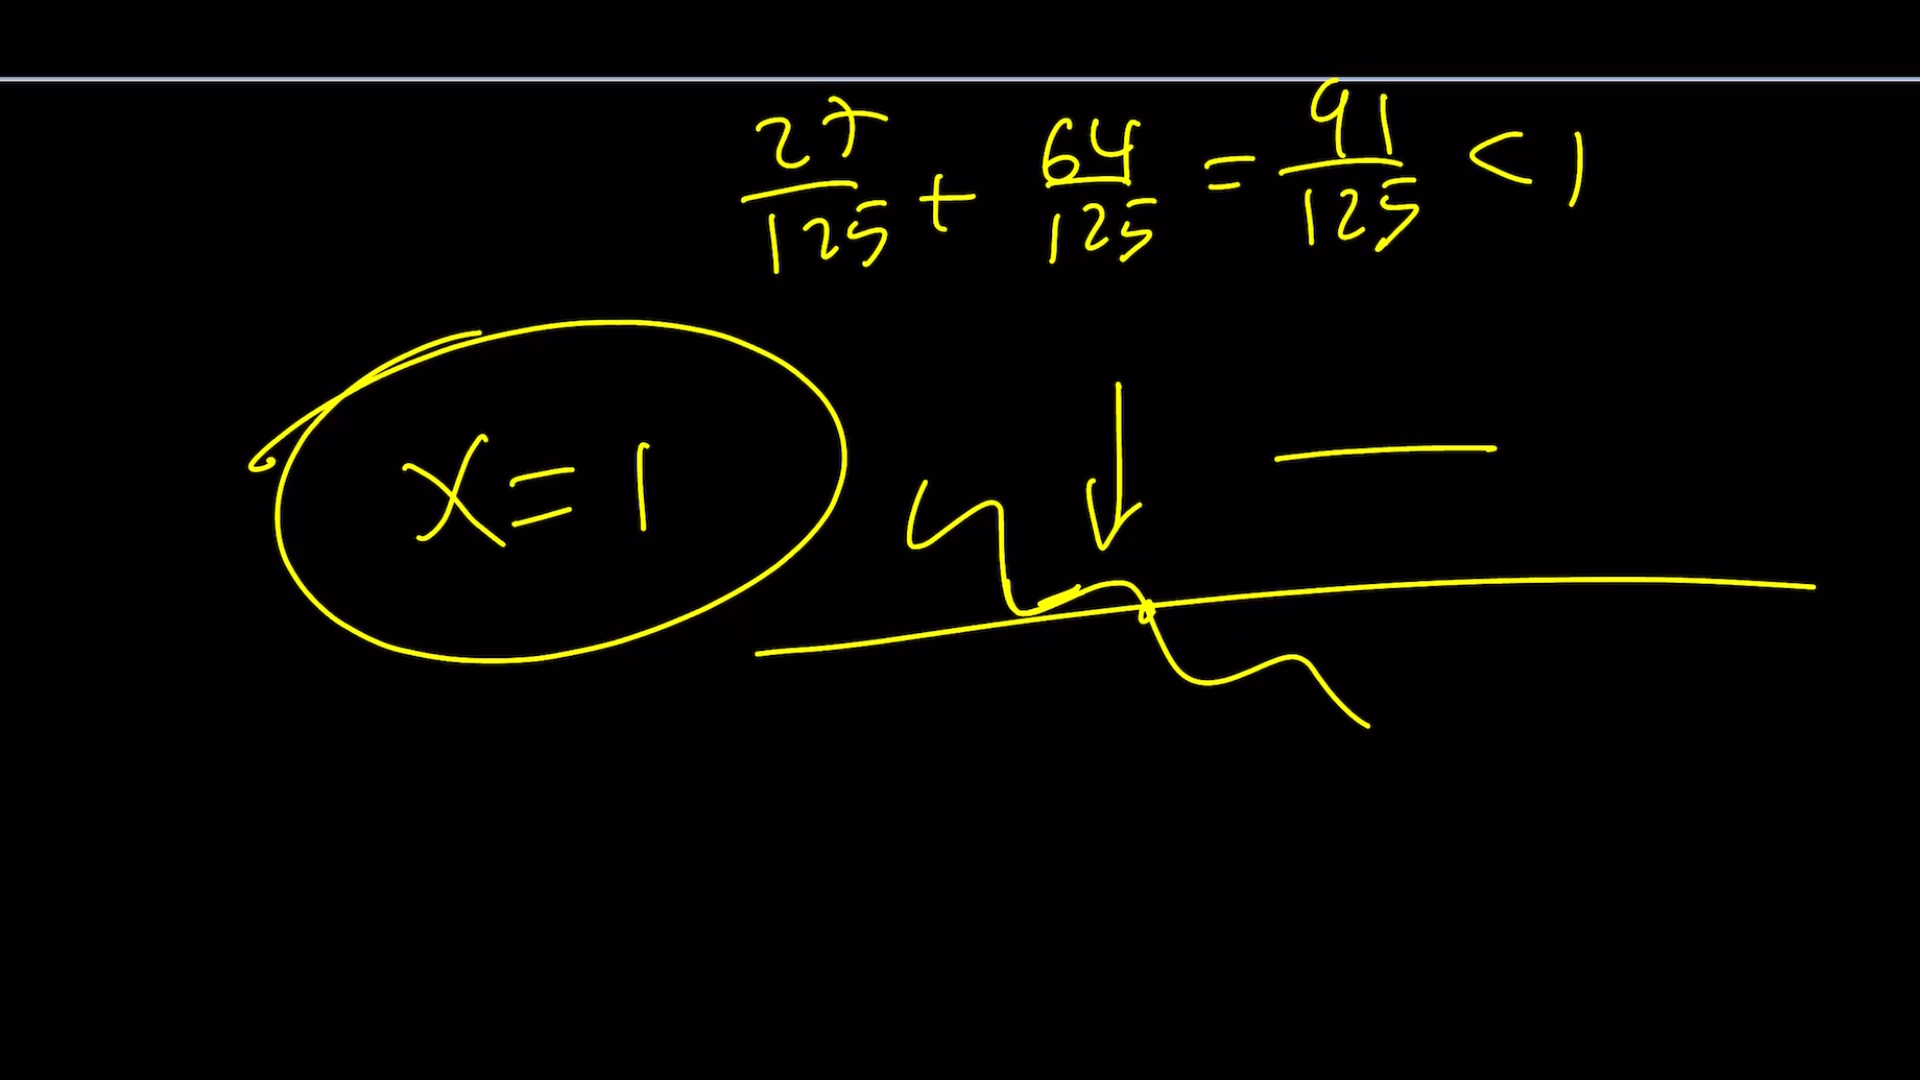 27/125 + 64/125 = 91/125 < 1
x = 1